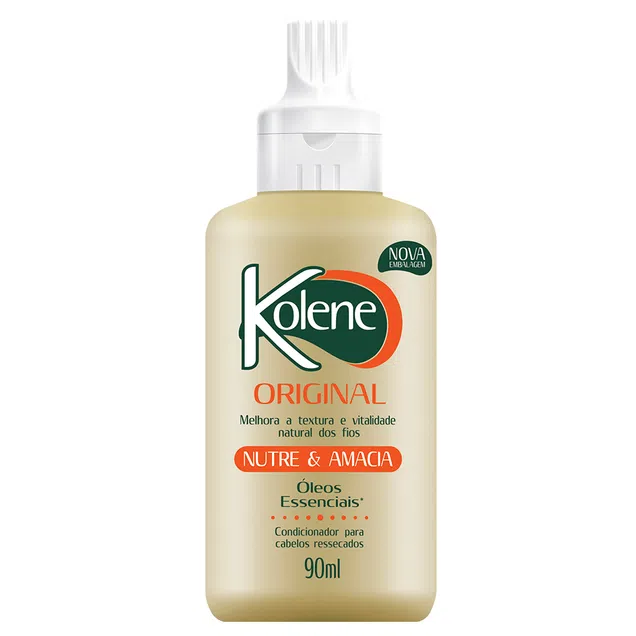 NOVA
EMBALAGEM
Kolene
ORIGINAL
Melhora a textura e vitalidade
natural dos fios
NUTRE & AMACIA
Óleos
Essenciais*
Condicionador para
cabelos ressecados
90ml